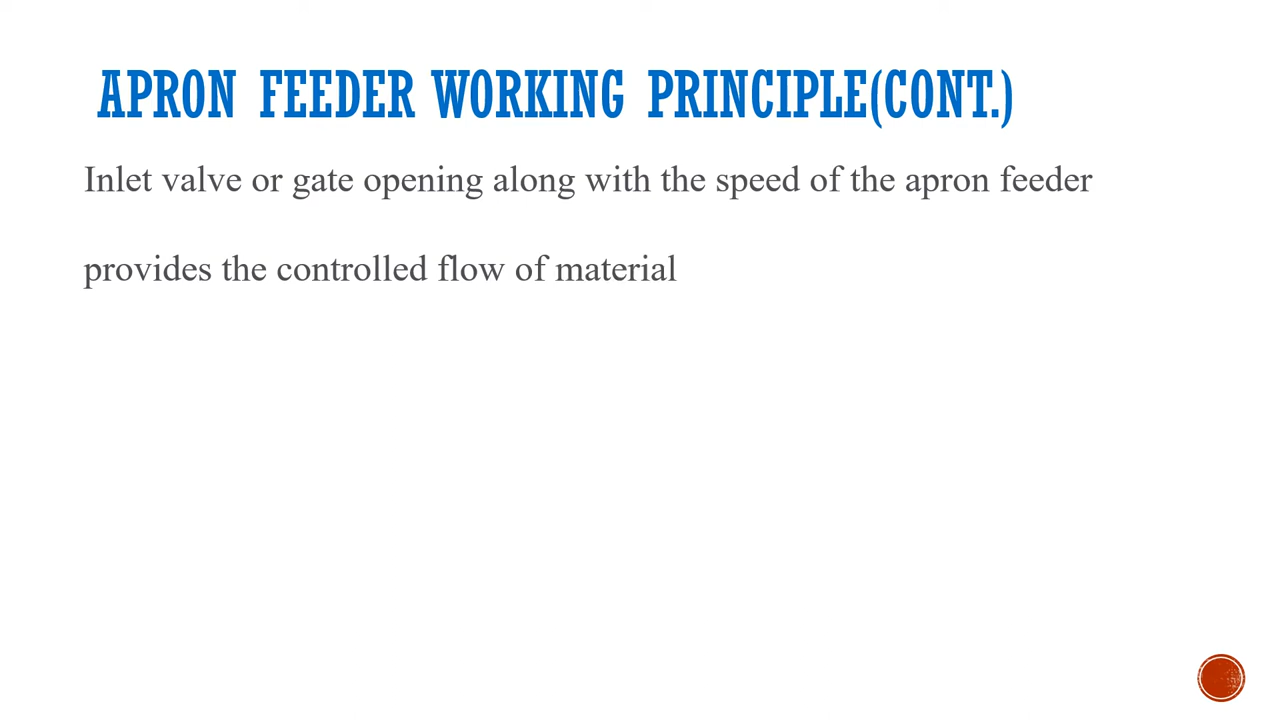 APRON FEEDER WORKING PRINCIPLE(CONT.)
Inlet valve or gate opening along with the speed of the apron feeder
provides the controlled flow of material